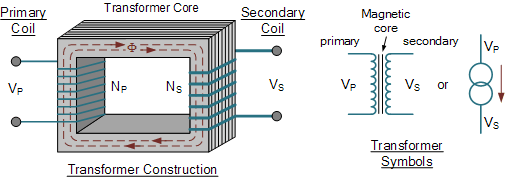 Primary
Coil
Transformer Core
Secondary
Coil
Φ
VP
NP
NS
VS
Transformer Construction
Magnetic
core
primary
secondary
VP
VS
or
VP
VS
Transformer
Symbols